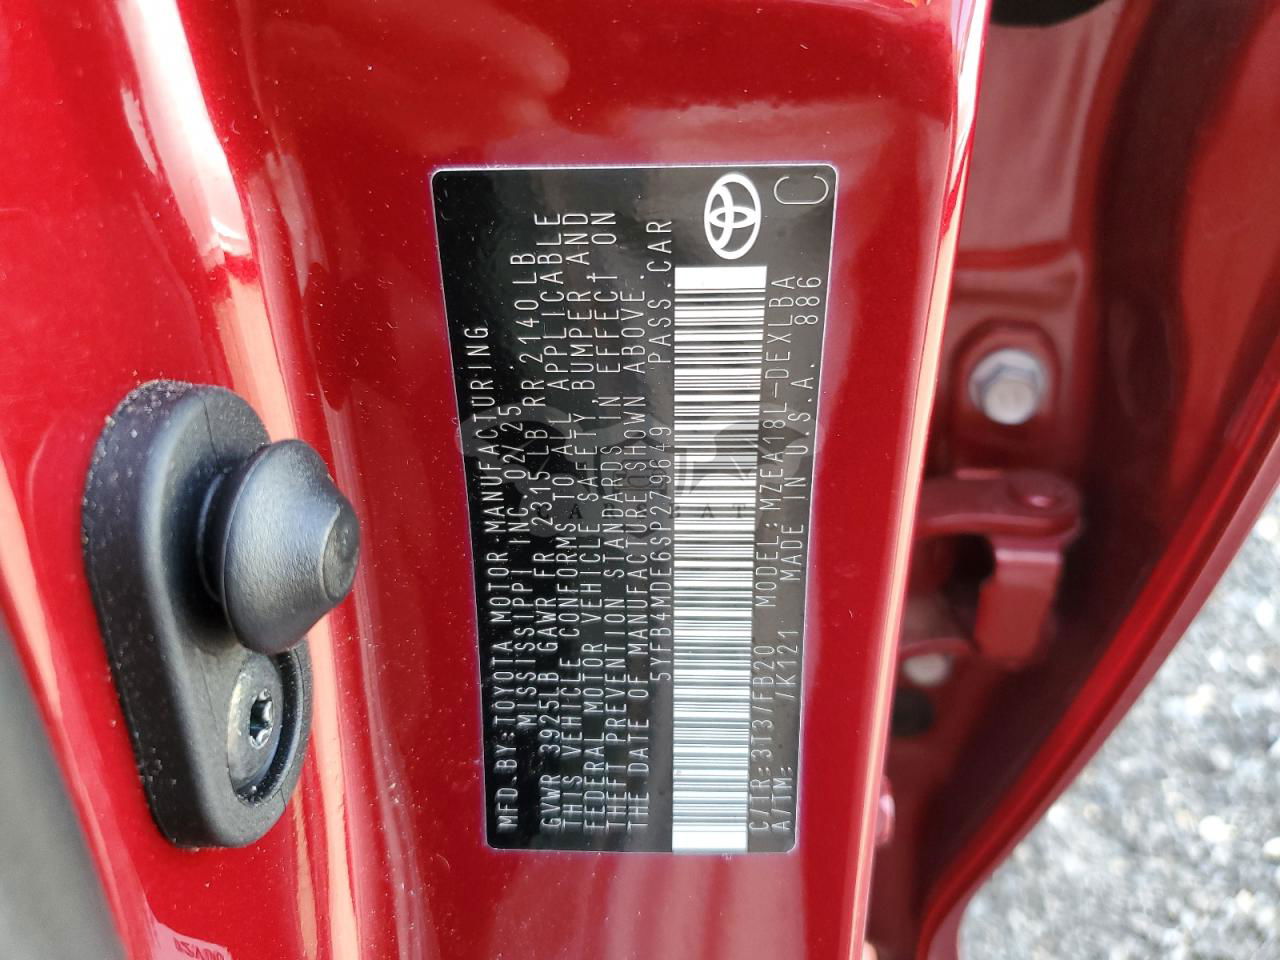 MFD.BY:TOYOTA MOTOR MANUFACTURING
MISSISSIPPI INC. 02/25
GVWR 3925LB GAWR FR 2315LB RR 2140LB
THIS VEHICLE CONFORMS TO ALL APPLICABLE
FEDERAL MOTOR VEHICLE SAFETY, BUMPER,AND
THEFT PREVENTION STANDARDS IN EFFECT ON
THE DATE OF MANUFACTURE SHOWN ABOVE.
5YFB4MDE6SP279649 PASS.CAR
C/TR:3T3/FB20 MODEL:MZEA18L-DEXLBA
A/TM: /K121 MADE IN U.S.A. 886
C